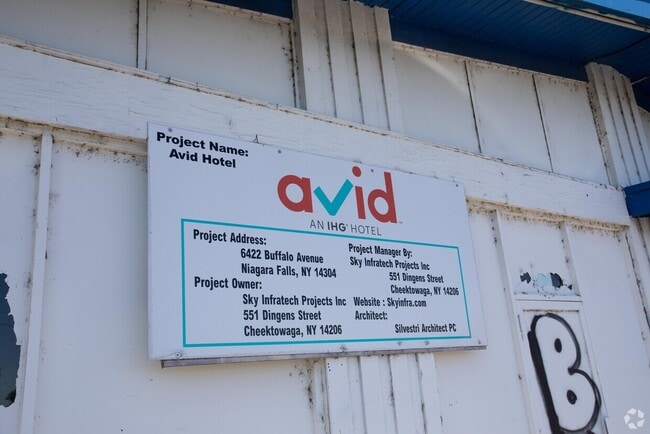 Project Name:
Avid Hotel
avid
AN IHG® HOTEL
Project Address:
6422 Buffalo Avenue
Niagara Falls, NY 14304
Project Owner:
Sky Infratech Projects Inc
551 Dingens Street
Cheektowaga, NY 14206
Project Manager By:
Sky Infratech Projects Inc
551 Dingens Street
Cheektowaga, NY 14206
Website : Skyinfra.com
Architect:
Silvestri Architect PC
B